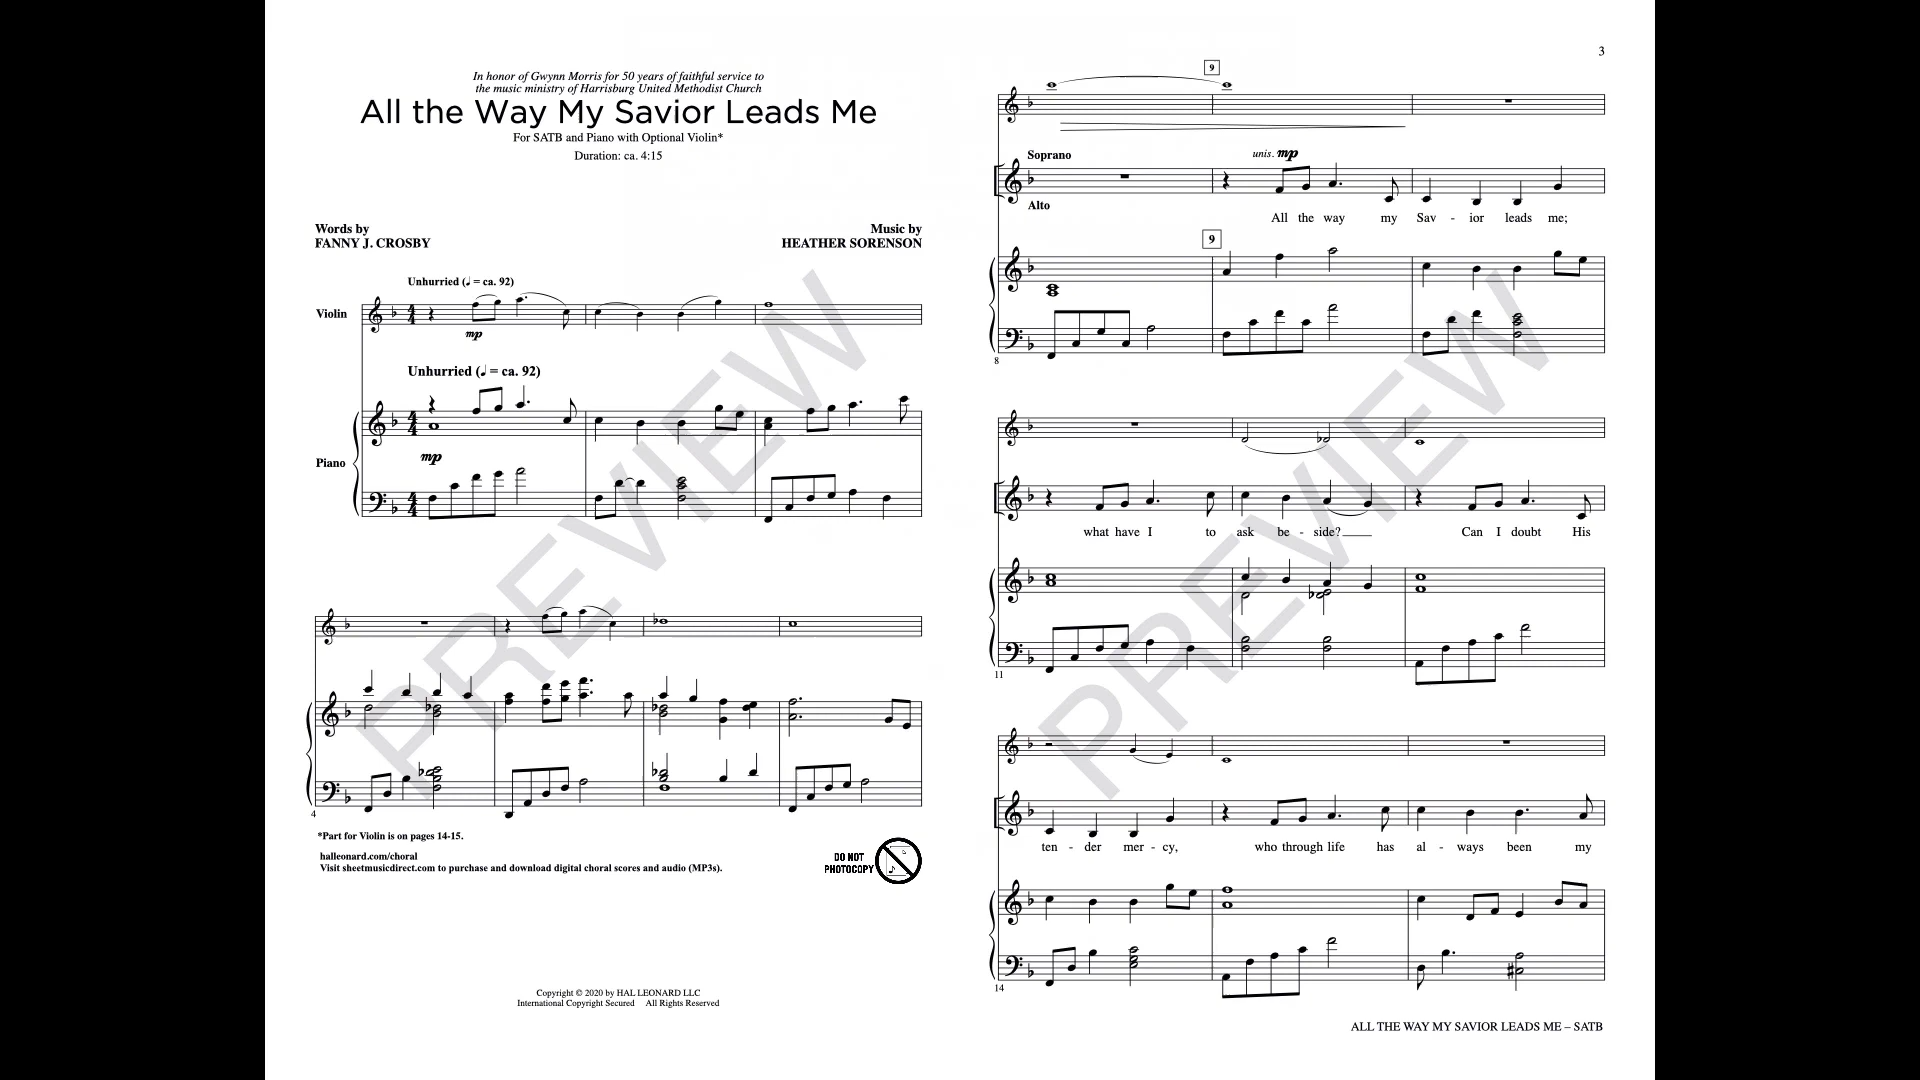 In honor of Gwynn Morris for 50 years of faithful service to
the music ministry of Harrisburg United Methodist Church
All the Way My Savior Leads Me
For SATB and Piano with Optional Violin*
Duration: ca. 4:15
Words by
FANNY J. CROSBY
Music by
HEATHER SORENSON
Unhurried (♩ = ca. 92)
Violin
mp
Unhurried (♩ = ca. 92)
Piano
mp
4
PREVIEW
*Part for Violin is on pages 14-15.
halleonard.com/choral
Visit sheetmusicdirect.com to purchase and download digital choral scores and audio (MP3s).
DO NOT
PHOTOCOPY
Copyright © 2020 by HAL LEONARD LLC
International Copyright Secured All Rights Reserved
3
9
Soprano
unis. mp
Alto
All the way my Sav - ior leads me;
9
8
what have I to ask be - side?
Can I doubt His
11
PREVIEW
ten - der mer - cy, who through life has al - ways been my
14
ALL THE WAY MY SAVIOR LEADS ME – SATB